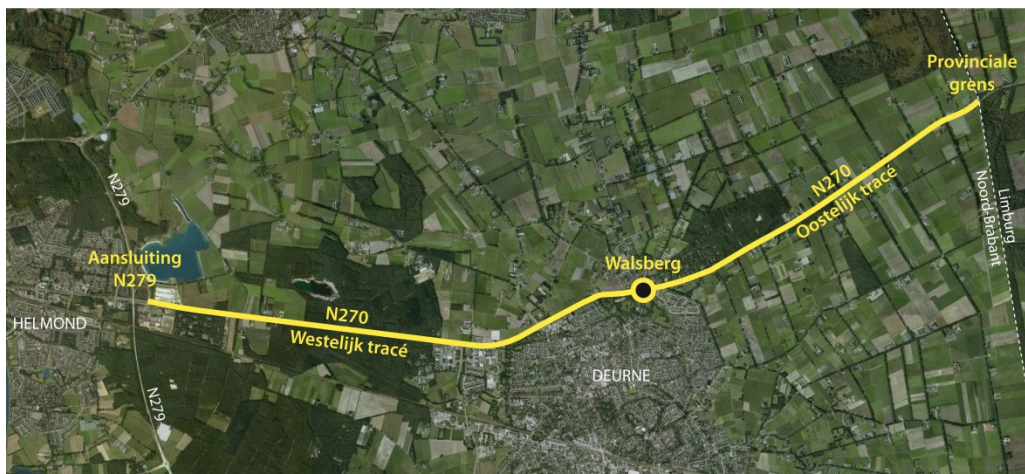 Provinciale
grens
N279
N270
Oostelijk tracé
Limburg
Noord-Brabant
Aansluiting
N279
Walsberg
HELMOND
N270
Westelijk tracé
DEURNE
N279